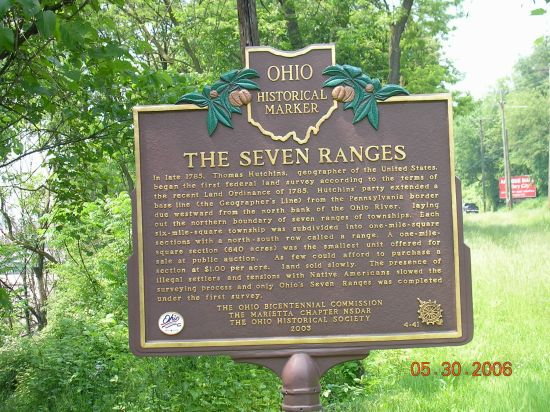 OHIO
HISTORICAL
MARKER
THE SEVEN RANGES
In late 1785, Thomas Hutchins, geographer of the United States,
began the first federal land survey according to the terms of
the recent Land Ordinance of 1785. Hutchins' party extended a
base line (the Geographer's Line) from the Pennsylvania border
due westward from the north bank of the Ohio River, laying
out the northern boundary of seven ranges of townships. Each
six-mile-square township was subdivided into one-mile-square
sections with a north-south row called a range. A one-mile-
square section (640 acres) was the smallest unit offered for
sale at public auction. As few could afford to purchase a
section at $1.00 per acre, land sold slowly. The presence of
illegal settlers and tensions with Native Americans slowed the
surveying process and only Ohio's Seven Ranges was completed
under the first survey.
THE OHIO BICENTENNIAL COMMISSION
THE MARIETTA CHAPTER NSDAR
THE OHIO HISTORICAL SOCIETY
2003
4-41
Ohio
05.30.2006